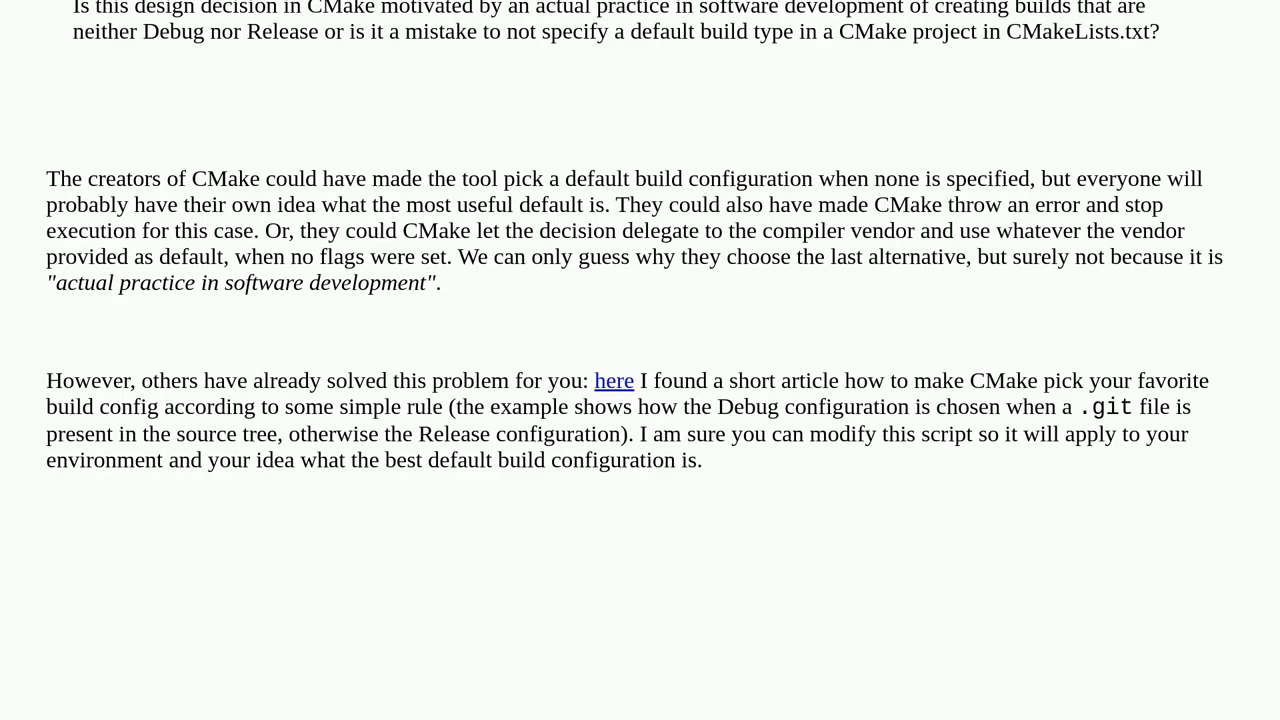 Is this design decision in CMake motivated by an actual practice in software development of creating builds that are
neither Debug nor Release or is it a mistake to not specify a default build type in a CMake project in CMakeLists.txt?
The creators of CMake could have made the tool pick a default build configuration when none is specified, but everyone will
probably have their own idea what the most useful default is. They could also have made CMake throw an error and stop
execution for this case. Or, they could CMake let the decision delegate to the compiler vendor and use whatever the vendor
provided as default, when no flags were set. We can only guess why they choose the last alternative, but surely not because it is
"actual practice in software development".
However, others have already solved this problem for you: here I found a short article how to make CMake pick your favorite
build config according to some simple rule (the example shows how the Debug configuration is chosen when a .git file is
present in the source tree, otherwise the Release configuration). I am sure you can modify this script so it will apply to your
environment and your idea what the best default build configuration is.